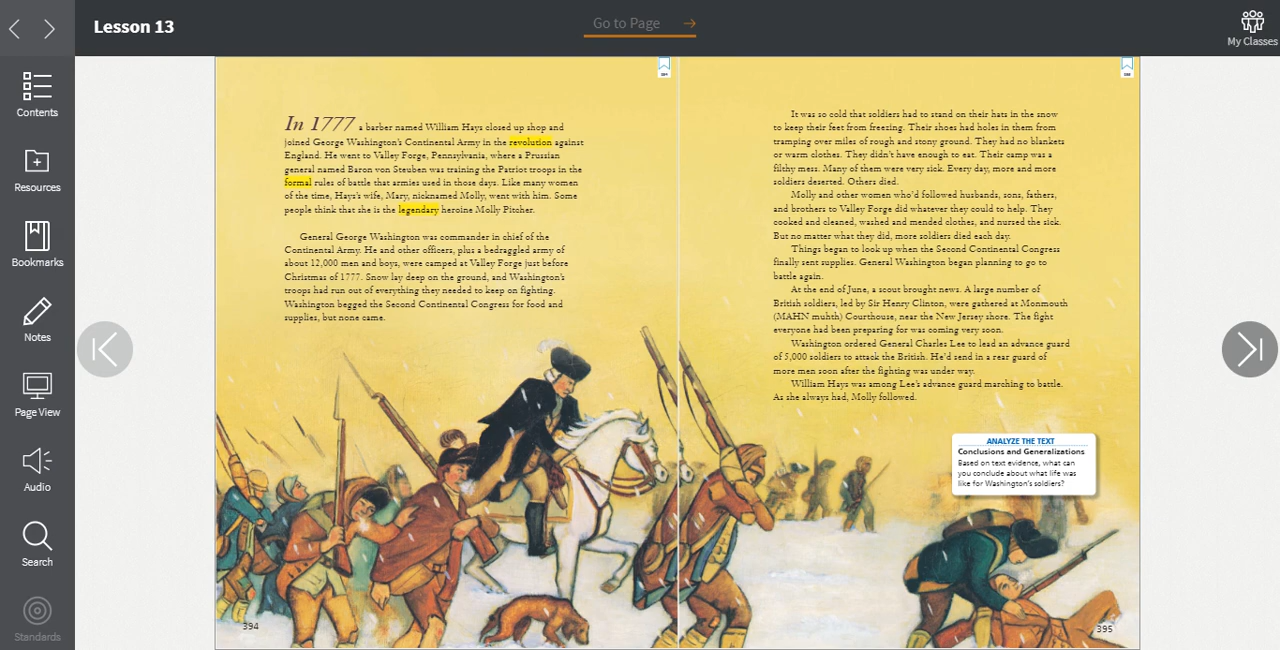 Lesson 13
Go to Page
My Classes
Contents
Resources
Bookmarks
Notes
Page View
Audio
Search
Standards
In 1777 a barber named William Hays closed up shop and
joined George Washington's Continental Army in the revolution against
England. He went to Valley Forge, Pennsylvania, where a Prussian
general named Baron von Steuben was training the Patriot troops in the
formal rules of battle that armies used in those days. Like many women
of the time, Hays's wife, Mary, nicknamed Molly, went with him. Some
people think that she is the legendary heroine Molly Pitcher.
General George Washington was commander in chief of the
Continental Army. He and other officers, plus a bedraggled army of
about 12,000 men and boys, were camped at Valley Forge just before
Christmas of 1777. Snow lay deep on the ground, and Washington's
troops had run out of everything they needed to keep on fighting.
Washington begged the Second Continental Congress for food and
supplies, but none came.
394
It was so cold that soldiers had to stand on their hats in the snow
to keep their feet from freezing. Their shoes had holes in them from
tramping over miles of rough and stony ground. They had no blankets
or warm clothes. They didn't have enough to eat. Their camp was a
filthy mess. Many of them were very sick. Every day, more and more
soldiers deserted. Others died.
Molly and other women who'd followed husbands, sons, fathers,
and brothers to Valley Forge did whatever they could to help. They
cooked and cleaned, washed and mended clothes, and nursed the sick.
But no matter what they did, more soldiers died each day.
Things began to look up when the Second Continental Congress
finally sent supplies. General Washington began planning to go to
battle again.
At the end of June, a scout brought news. A large number of
British soldiers, led by Sir Henry Clinton, were gathered at Monmouth
(MAHN muhth) Courthouse, near the New Jersey shore. The fight
everyone had been preparing for was coming very soon.
Washington ordered General Charles Lee to lead an advance guard
of 5,000 soldiers to attack the British. He'd send in a rear guard of
more men soon after the fighting was under way.
William Hays was among Lee's advance guard marching to battle.
As she always had, Molly followed.
ANALYZE THE TEXT
Conclusions and Generalizations
Based on text evidence, what can
you conclude about what life was
like for Washington's soldiers?
395